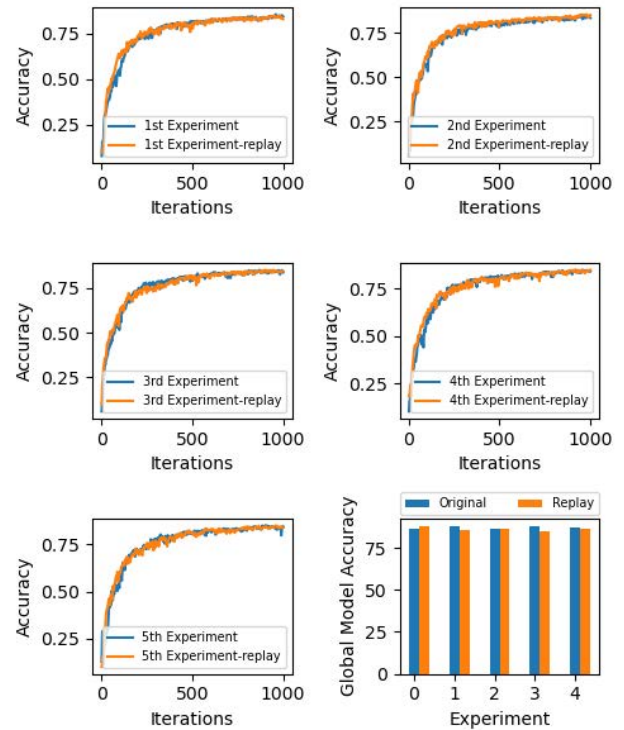 Accuracy
0.75
0.50
0.25
1st Experiment
1st Experiment-replay
0
500
1000
Iterations
Accuracy
0.75
0.50
0.25
2nd Experiment
2nd Experiment-replay
0
500
1000
Iterations
Accuracy
0.75
0.50
0.25
3rd Experiment
3rd Experiment-replay
0
500
1000
Iterations
Accuracy
0.75
0.50
0.25
4th Experiment
4th Experiment-replay
0
500
1000
Iterations
Accuracy
0.75
0.50
0.25
5th Experiment
5th Experiment-replay
0
500
1000
Iterations
Original Replay
Global Model Accuracy
75
50
25
0
0 1 2 3 4
Experiment